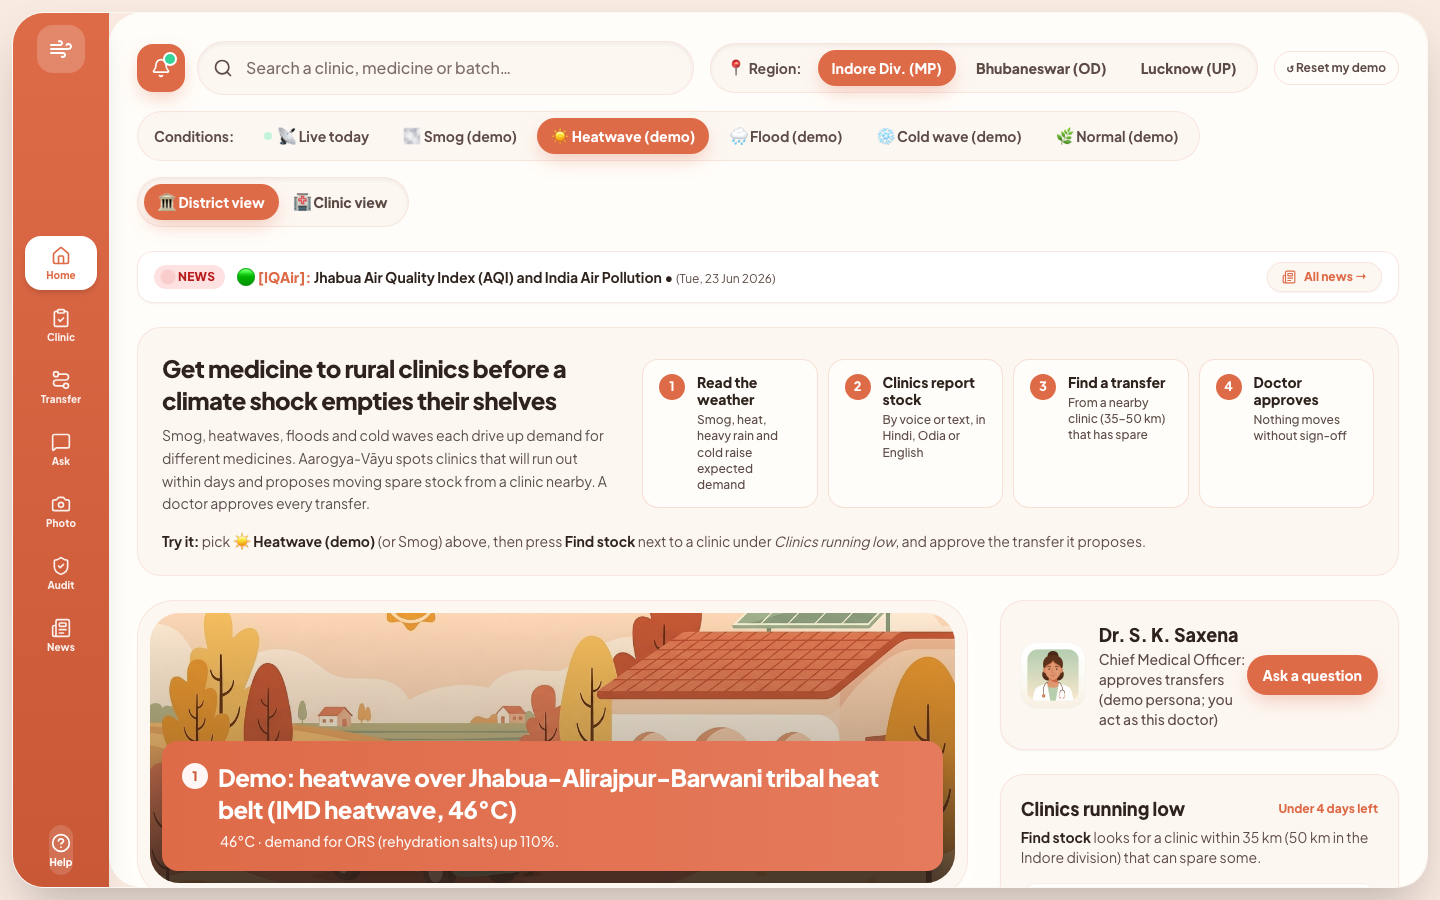 Search a clinic, medicine or batch...
📍 Region: Indore Div. (MP) Bhubaneswar (OD) Lucknow (UP)
↺ Reset my demo
Conditions: Live today Smog (demo) Heatwave (demo) Flood (demo) Cold wave (demo) Normal (demo)
District view Clinic view
NEWS [IQAir]: Jhabua Air Quality Index (AQI) and India Air Pollution • (Tue, 23 Jun 2026) All news →
Home
Clinic
Transfer
Ask
Photo
Audit
News
Help
Get medicine to rural clinics before a
climate shock empties their shelves
Smog, heatwaves, floods and cold waves each drive up demand for
different medicines. Aarogya-Vāyu spots clinics that will run out
within days and proposes moving spare stock from a clinic nearby. A
doctor approves every transfer.
1 Read the
weather
Smog, heat,
heavy rain and
cold raise
expected
demand
2 Clinics report
stock
By voice or text, in
Hindi, Odia or
English
3 Find a transfer
From a nearby
clinic (35–50 km)
that has spare
4 Doctor
approves
Nothing moves
without sign-off
Try it: pick ☀️ Heatwave (demo) (or Smog) above, then press Find stock next to a clinic under Clinics running low, and approve the transfer it proposes.
1 Demo: heatwave over Jhabua-Alirajpur-Barwani tribal heat
belt (IMD heatwave, 46°C)
46°C · demand for ORS (rehydration salts) up 110%.
Dr. S. K. Saxena
Chief Medical Officer:
approves transfers
(demo persona; you
act as this doctor)
Ask a question
Clinics running low Under 4 days left
Find stock looks for a clinic within 35 km (50 km in the
Indore division) that can spare some.